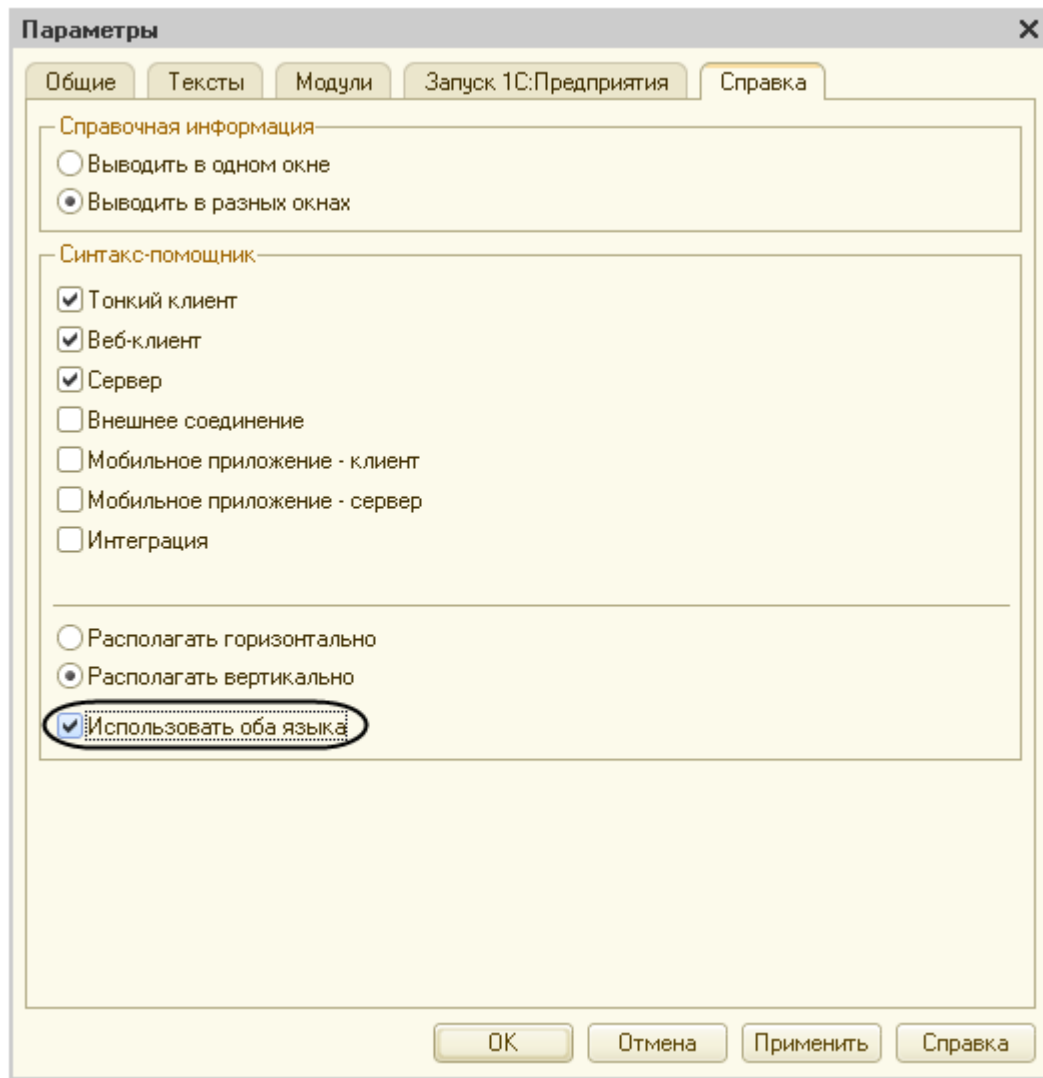 Параметры
Общие Тексты Модули Запуск 1С:Предприятия Справка
Справочная информация
Выводить в одном окне
Выводить в разных окнах
Синтакс-помощник
Тонкий клиент
Веб-клиент
Сервер
Внешнее соединение
Мобильное приложение - клиент
Мобильное приложение - сервер
Интеграция
Располагать горизонтально
Располагать вертикально
Использовать оба языка
OK Отмена Применить Справка